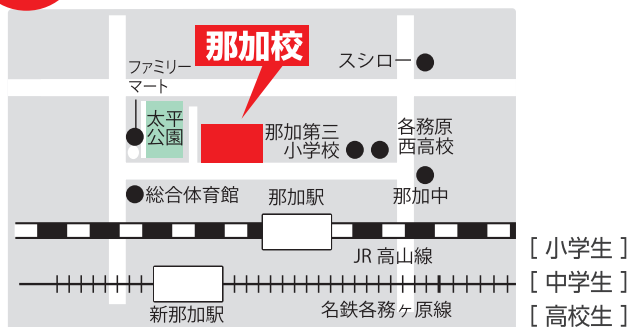 那加校
スシロー
ファミリー
マート
太平
公園
那加第三
小学校
各務原
西高校
総合体育館
那加駅
那加中
JR 高山線
新那加駅
名鉄各務ヶ原線
[ 小学生 ]
[ 中学生 ]
[ 高校生 ]